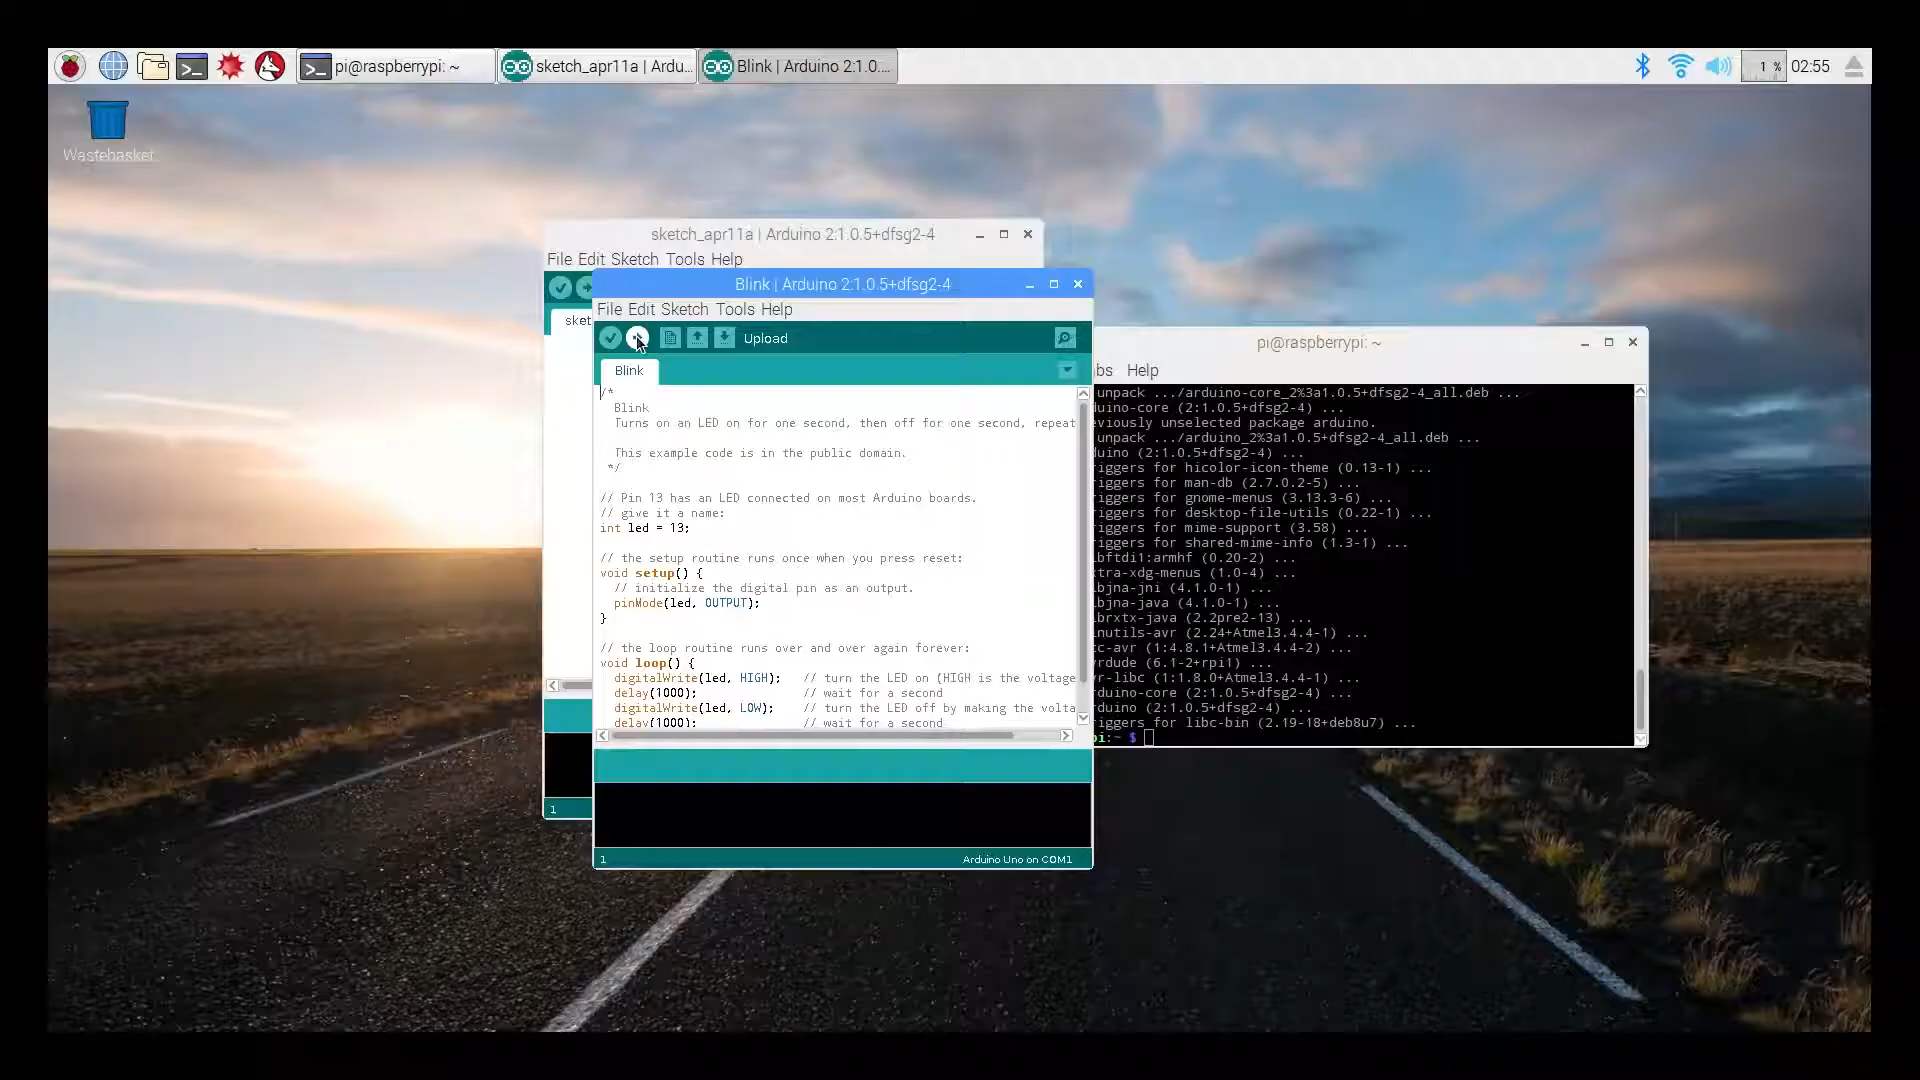 pi@raspberrypi: ~
sketch_apr11a | Ardu...
Blink | Arduino 2:1.0....
1 %
02:55
Wastebasket
sketch_apr11a | Arduino 2:1.0.5+dfsg2-4
File Edit Sketch Tools Help
sket
1
Blink | Arduino 2:1.0.5+dfsg2-4
File Edit Sketch Tools Help
Upload
Blink
/*
Blink
Turns on an LED on for one second, then off for one second, repeat
This example code is in the public domain.
*/
// Pin 13 has an LED connected on most Arduino boards.
// give it a name:
int led = 13;
// the setup routine runs once when you press reset:
void setup() {
// initialize the digital pin as an output.
pinMode(led, OUTPUT);
}
// the loop routine runs over and over again forever:
void loop() {
digitalWrite(led, HIGH);   // turn the LED on (HIGH is the voltage
delay(1000);               // wait for a second
digitalWrite(led, LOW);    // turn the LED off by making the volta
delay(1000);               // wait for a second
1
Arduino Uno on COM1
pi@raspberrypi: ~
bs Help
unpack .../arduino-core_2%3a1.0.5+dfsg2-4_all.deb ...
duino-core (2:1.0.5+dfsg2-4) ...
eviously unselected package arduino.
unpack .../arduino_2%3a1.0.5+dfsg2-4_all.deb ...
duino (2:1.0.5+dfsg2-4) ...
riggers for hicolor-icon-theme (0.13-1) ...
riggers for man-db (2.7.0.2-5) ...
riggers for gnome-menus (3.13.3-6) ...
riggers for desktop-file-utils (0.22-1) ...
riggers for mime-support (3.58) ...
riggers for shared-mime-info (1.3-1) ...
ibftdi1:armhf (0.20-2) ...
xtra-xdg-menus (1.0-4) ...
ibjna-jni (4.1.0-1) ...
ibjna-java (4.1.0-1) ...
ibrxtx-java (2.2pre2-13) ...
inutils-avr (2.24+Atmel3.4.4-1) ...
cc-avr (1:4.8.1+Atmel3.4.4-2) ...
vrdude (6.1-2+rpi1) ...
vr-libc (1:1.8.0+Atmel3.4.4-1) ...
rduino-core (2:1.0.5+dfsg2-4) ...
rduino (2:1.0.5+dfsg2-4) ...
riggers for libc-bin (2.19-18+deb8u7) ...
pi:~ $